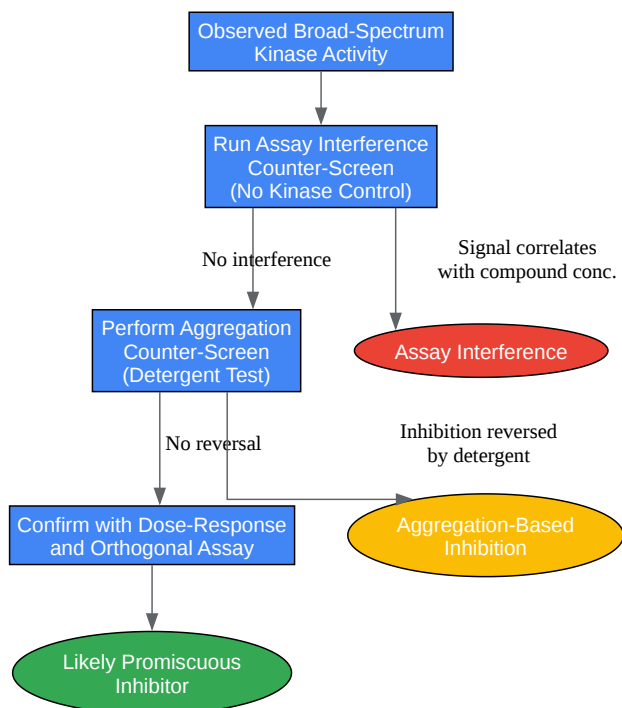 Observed Broad-Spectrum
Kinase Activity
Run Assay Interference
Counter-Screen
(No Kinase Control)
No interference
Signal correlates
with compound conc.
Perform Aggregation
Counter-Screen
(Detergent Test)
Assay Interference
No reversal
Inhibition reversed
by detergent
Confirm with Dose-Response
and Orthogonal Assay
Aggregation-Based
Inhibition
Likely Promiscuous
Inhibitor